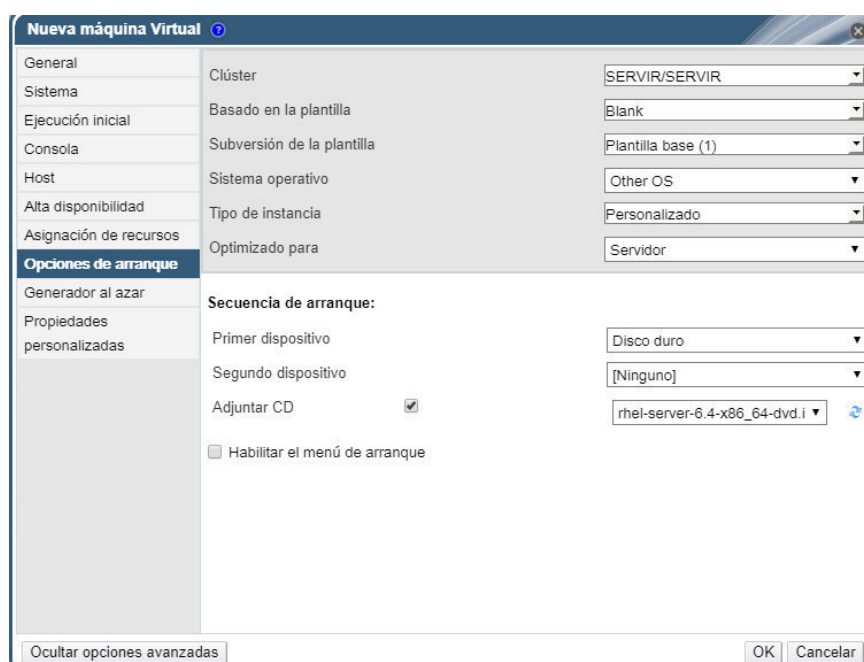 Nueva máquina Virtual
General
Sistema
Ejecución inicial
Consola
Host
Alta disponibilidad
Asignación de recursos
Opciones de arranque
Generador al azar
Propiedades
personalizadas
Clúster SERVIR/SERVIR
Basado en la plantilla Blank
Subversión de la plantilla Plantilla base (1)
Sistema operativo Other OS
Tipo de instancia Personalizado
Optimizado para Servidor
Secuencia de arranque:
Primer dispositivo Disco duro
Segundo dispositivo [Ninguno]
Adjuntar CD rhel-server-6.4-x86_64-dvd.i
Habilitar el menú de arranque
Ocultar opciones avanzadas OK Cancelar